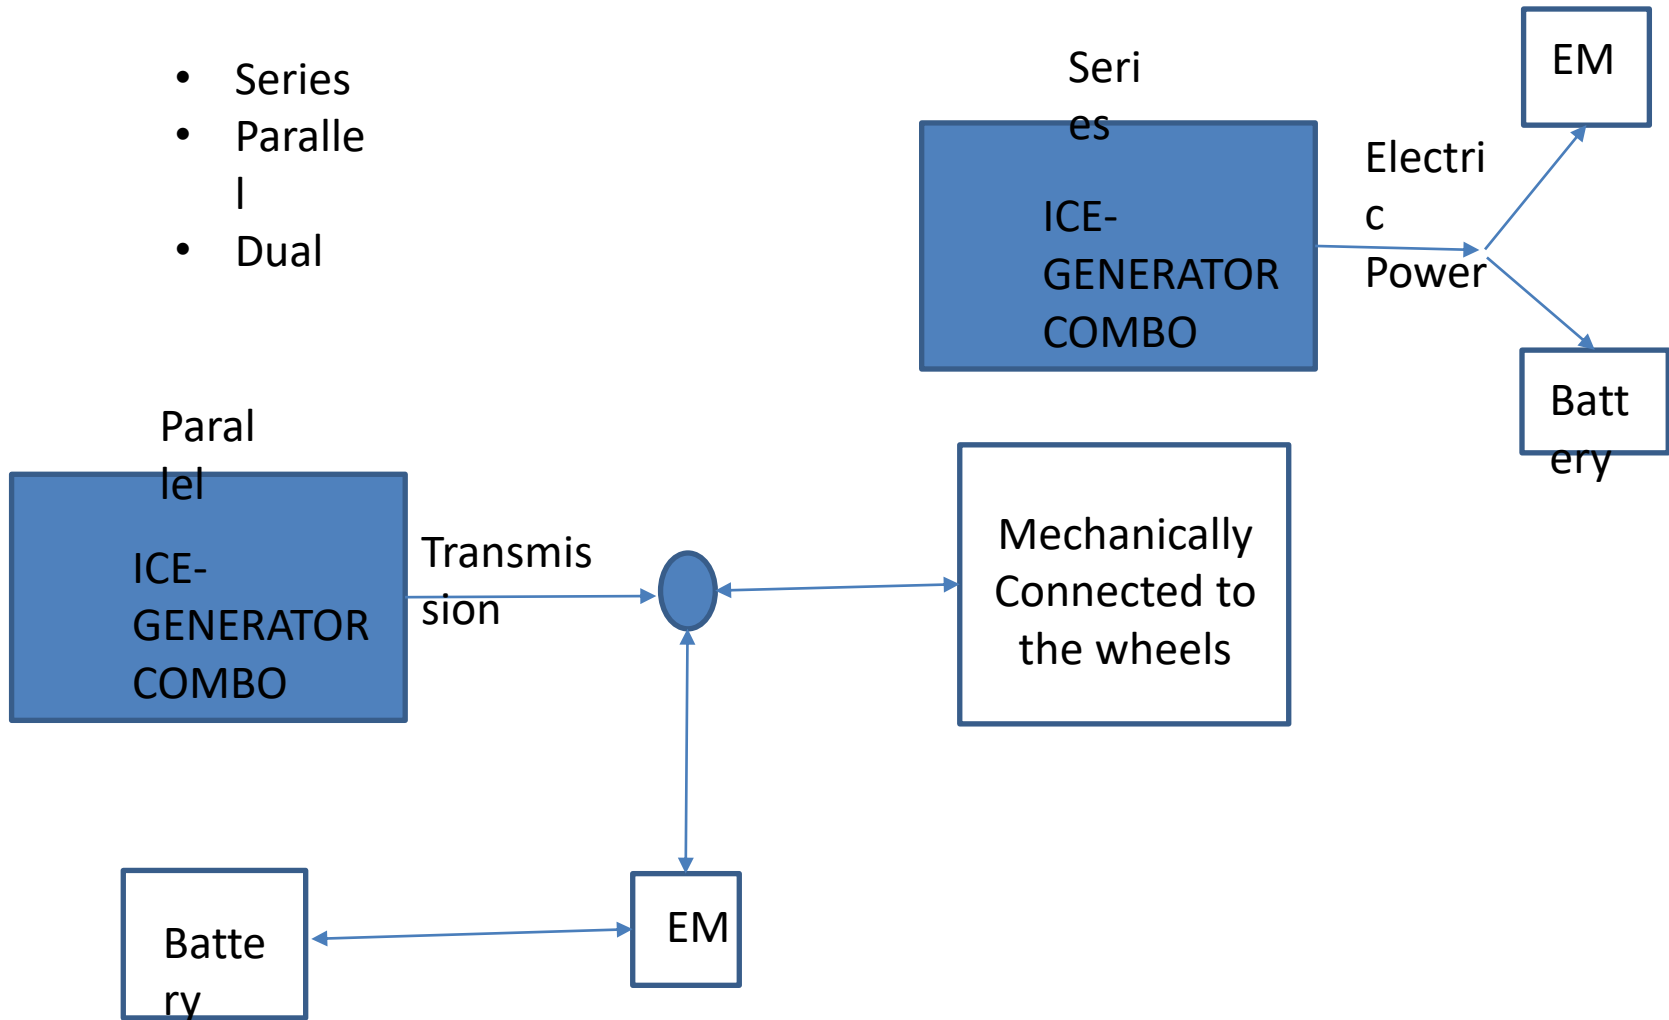 • Series
• Paralle
l
• Dual
Seri
es
ICE-
GENERATOR
COMBO
Electri
c
Power
EM
Batt
ery
Paral
lel
ICE-
GENERATOR
COMBO
Transmis
sion
Mechanically
Connected to
the wheels
Batte
ry
EM